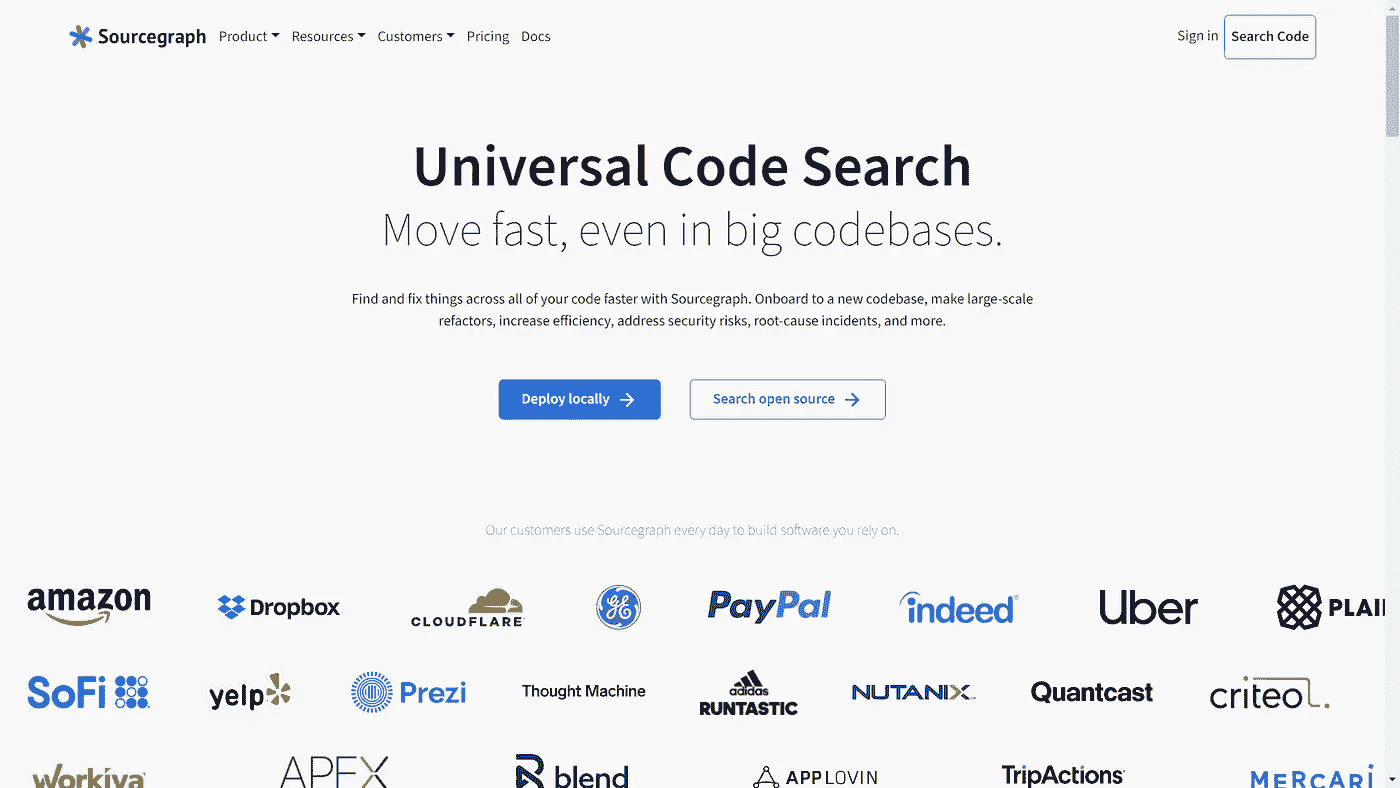 Sourcegraph Product Resources Customers Pricing Docs Sign in Search Code
Universal Code Search
Move fast, even in big codebases.
Find and fix things across all of your code faster with Sourcegraph. Onboard to a new codebase, make large-scale
refactors, increase efficiency, address security risks, root-cause incidents, and more.
Deploy locally Search open source
Our customers use Sourcegraph every day to build software you rely on.
amazon Dropbox CLOUDFLARE GE PayPal indeed Uber PLAI
SoFi yelp Prezi Thought Machine adidas RUNTASTIC NUTANIX Quantcast criteo.
workiva APEX blend APPLOVIN TripActions MERCARI